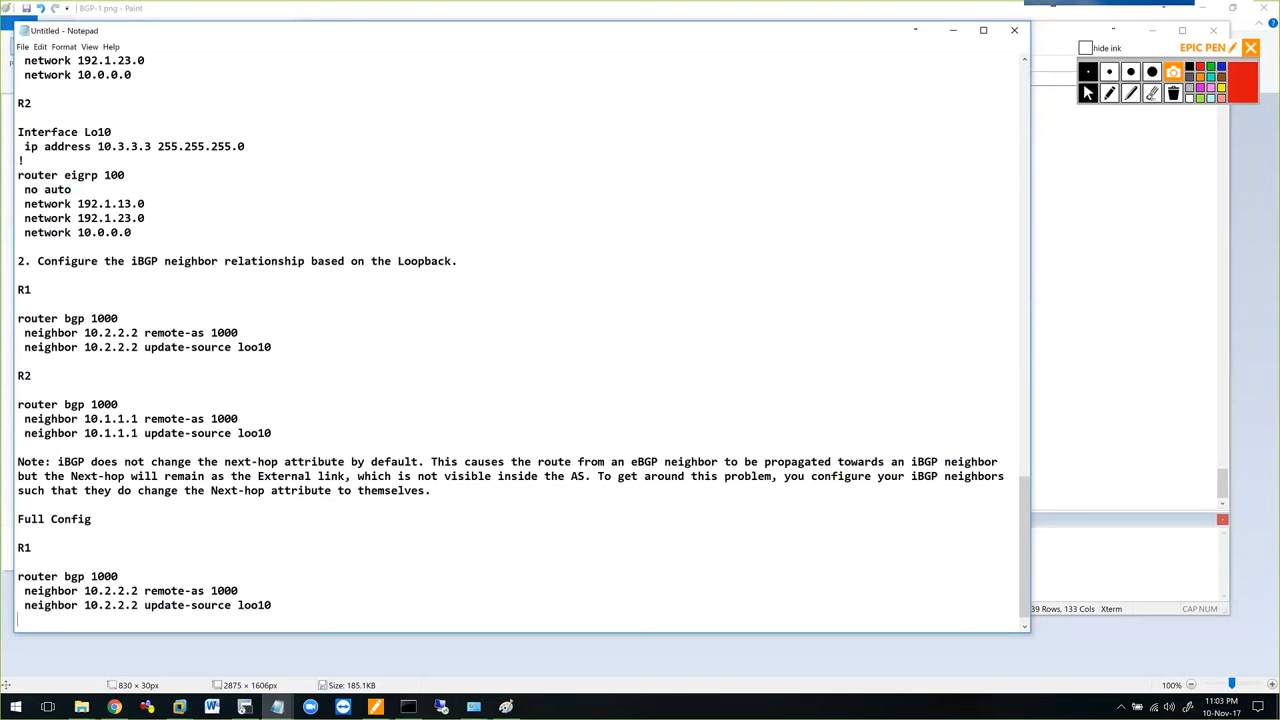 BGP-1.png - Paint
Untitled - Notepad
File Edit Format View Help
hide ink
EPIC PEN
network 192.1.23.0
network 10.0.0.0
R2
Interface Lo10
ip address 10.3.3.3 255.255.255.0
!
router eigrp 100
no auto
network 192.1.13.0
network 192.1.23.0
network 10.0.0.0
2. Configure the iBGP neighbor relationship based on the Loopback.
R1
router bgp 1000
neighbor 10.2.2.2 remote-as 1000
neighbor 10.2.2.2 update-source loo10
R2
router bgp 1000
neighbor 10.1.1.1 remote-as 1000
neighbor 10.1.1.1 update-source loo10
Note: iBGP does not change the next-hop attribute by default. This causes the route from an eBGP neighbor to be propagated towards an iBGP neighbor
but the Next-hop will remain as the External link, which is not visible inside the AS. To get around this problem, you configure your iBGP neighbors
such that they do change the Next-hop attribute to themselves.
Full Config
R1
router bgp 1000
neighbor 10.2.2.2 remote-as 1000
neighbor 10.2.2.2 update-source loo10
39 Rows, 133 Cols Xterm CAP NUM
830 × 30px 2875 × 1606px Size: 185.1KB 100%
11:03 PM
10-Nov-17